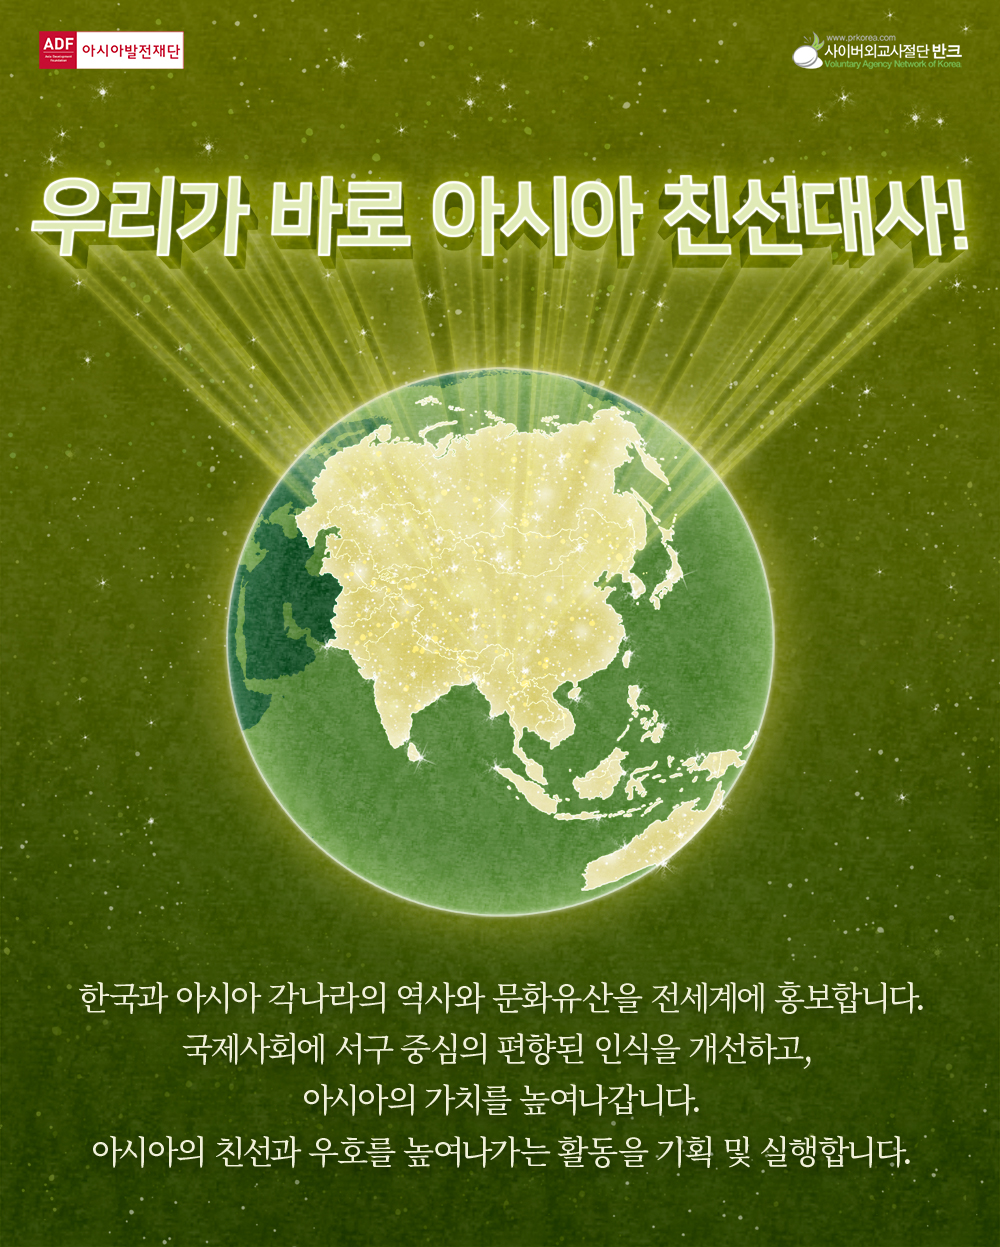 ADF
Asia Development
Foundation
아시아발전재단
www.prkorea.com
사이버외교사절단 반크
Voluntary Agency Network of Korea
우리가 바로 아시아 친선대사!
한국과 아시아 각나라의 역사와 문화유산을 전세계에 홍보합니다.
국제사회에 서구 중심의 편향된 인식을 개선하고,
아시아의 가치를 높여나갑니다.
아시아의 친선과 우호를 높여나가는 활동을 기획 및 실행합니다.